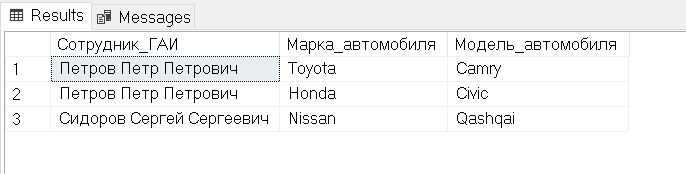 Results Messages
Сотрудник_ГАИ Марка_автомобиля Модель_автомобиля
1 Петров Петр Петрович Toyota Camry
2 Петров Петр Петрович Honda Civic
3 Сидоров Сергей Сергеевич Nissan Qashqai